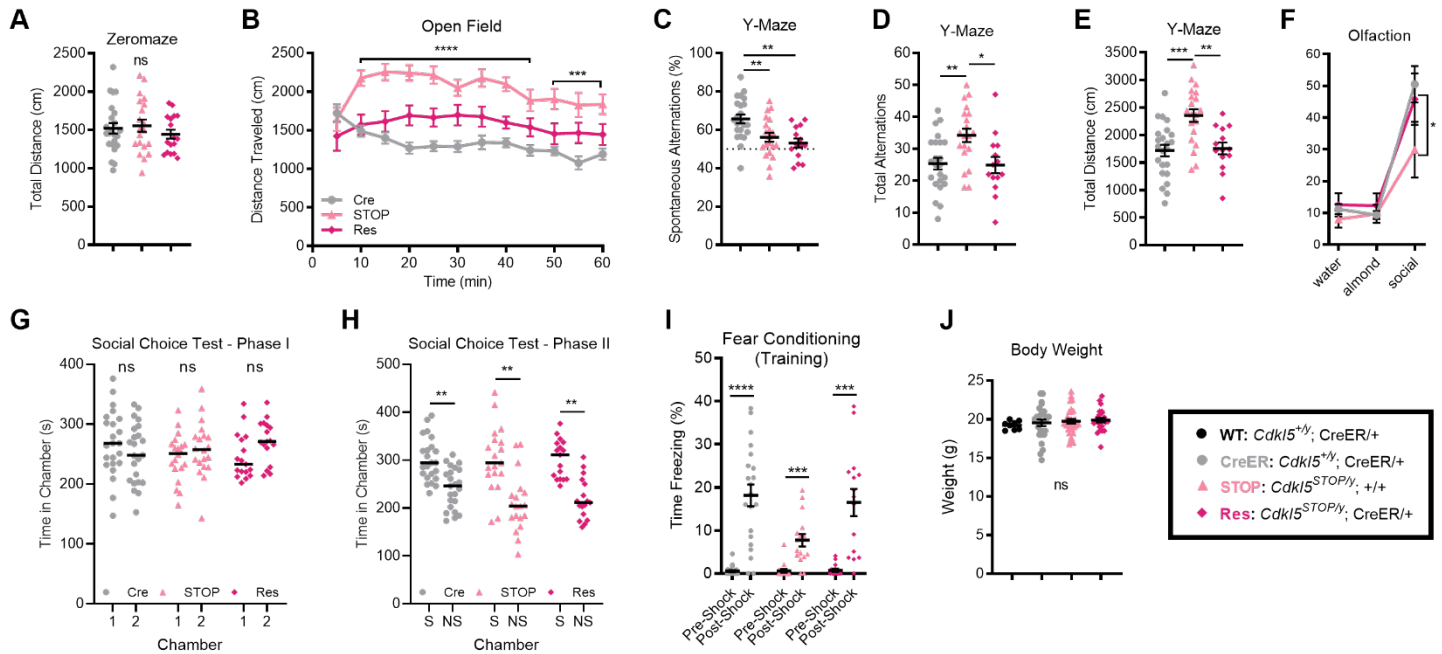 A
Zeromaze
ns
Total Distance (cm)
2500
2000
1500
1000
500
0
B
Open Field
****
***
Distance Traveled (cm)
2500
2200
1900
1600
1300
1000
0
Cre
STOP
Res
0
10
20
30
40
50
60
Time (min)
C
Y-Maze
**
**
Spontaneous Alternations (%)
100
80
60
40
20
0
D
Y-Maze
**
*
Total Alternations
60
50
40
30
20
10
0
E
Y-Maze
***
**
Total Distance (cm)
3500
3000
2500
2000
1500
1000
500
0
F
Olfaction
60
50
40
30
20
10
0
*
water
almond
social
G
Social Choice Test - Phase I
ns
ns
ns
Time in Chamber (s)
400
300
200
100
0
Cre
STOP
Res
1
2
1
2
1
2
Chamber
H
Social Choice Test - Phase II
**
**
**
Time in Chamber (s)
500
400
300
200
100
0
Cre
STOP
Res
S
NS
S
NS
S
NS
Chamber
I
Fear Conditioning
(Training)
****
***
***
Time Freezing (%)
50
40
30
20
10
0
Pre-Shock
Post-Shock
Pre-Shock
Post-Shock
Pre-Shock
Post-Shock
J
Body Weight
Weight (g)
25
20
15
10
5
0
ns
WT: Cdkl5+/y; CreER/+
CreER: Cdkl5+/y; CreER/+
STOP: Cdkl5STOP/y; +/+
Res: Cdkl5STOP/y; CreER/+